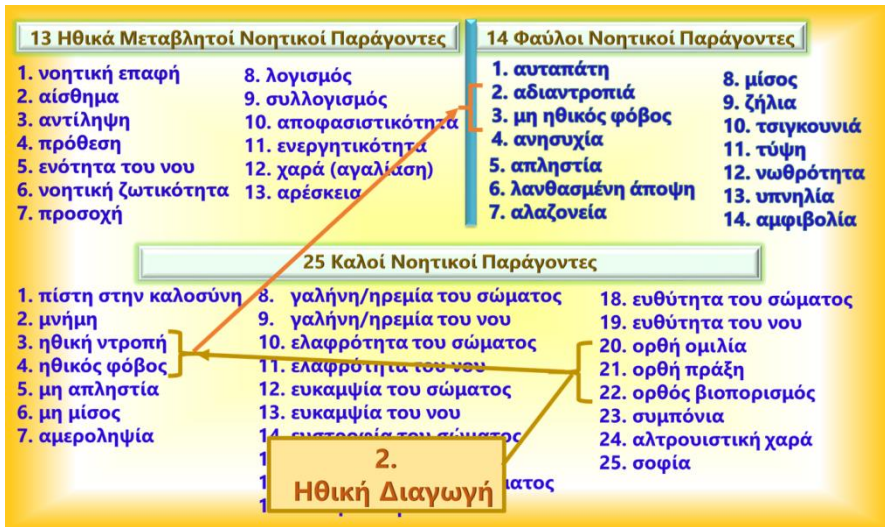 13 Ηθικά Μεταβλητοί Νοητικοί Παράγοντες
1. νοητική επαφή
2. αίσθημα
3. αντίληψη
4. πρόθεση
5. ενότητα του νου
6. νοητική ζωτικότητα
7. προσοχή
8. λογισμός
9. συλλογισμός
10. αποφασιστικότητα
11. ενεργητικότητα
12. χαρά (αγαλίαση)
13. αρέσκεια
14 Φαύλοι Νοητικοί Παράγοντες
1. αυταπάτη
2. αδιαντροπιά
3. μη ηθικός φόβος
4. ανησυχία
5. απληστία
6. λανθασμένη άποψη
7. αλαζονεία
8. μίσος
9. ζήλια
10. τσιγκουνιά
11. τύψη
12. νωθρότητα
13. υπνηλία
14. αμφιβολία
25 Καλοί Νοητικοί Παράγοντες
1. πίστη στην καλοσύνη
2. μνήμη
3. ηθική ντροπή
4. ηθικός φόβος
5. μη απληστία
6. μη μίσος
7. αμεροληψία
8. γαλήνη/ηρεμία του σώματος
9. γαλήνη/ηρεμία του νου
10. ελαφρότητα του σώματος
11. ελαφρότητα του νου
12. ευκαμψία του σώματος
13. ευκαμψία του νου
14. ευστροφία του σώματος
18. ευθύτητα του σώματος
19. ευθύτητα του νου
20. ορθή ομιλία
21. ορθή πράξη
22. ορθός βιοπορισμός
23. συμπόνια
24. αλτρουιστική χαρά
25. σοφία
2.
Ηθική Διαγωγή